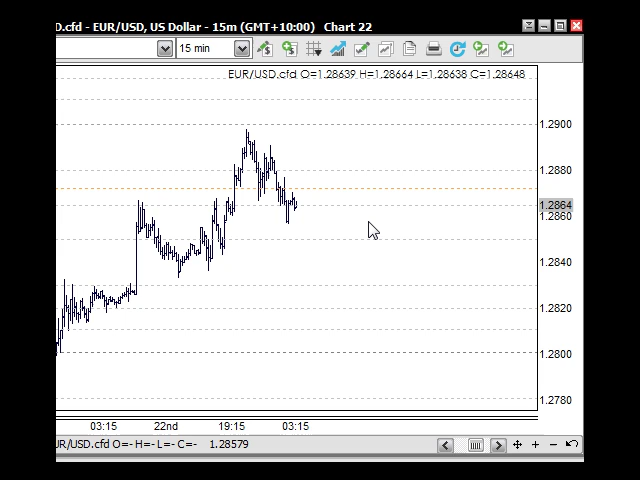 D.cfd - EUR/USD, US Dollar - 15m (GMT+10:00) Chart 22
15 min
EUR/USD.cfd O=1.28639 H=1.28664 L=1.28638 C=1.28648
1.2900
1.2880
1.2864
1.2860
1.2840
1.2820
1.2800
1.2780
03:15 22nd 19:15 03:15
UR/USD.cfd O=- H=- L=- C=- 1.28579